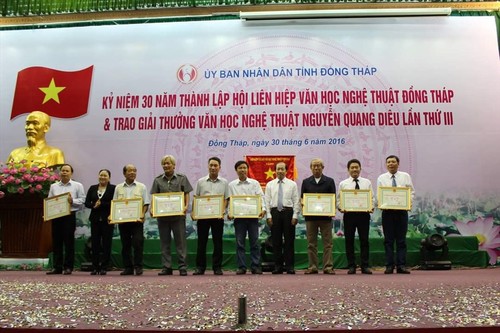 ỦY BAN NHÂN DÂN TỈNH ĐỒNG THÁP
KỶ NIỆM 30 NĂM THÀNH LẬP HỘI LIÊN HIỆP VĂN HỌC NGHỆ THUẬT ĐỒNG THÁP
& TRAO GIẢI THƯỞNG VĂN HỌC NGHỆ THUẬT NGUYỄN QUANG DIÊU LẦN THỨ III
Đồng Tháp, ngày 30 tháng 6 năm 2016